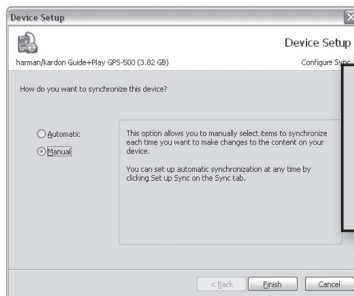 Device Setup
Device Setup
harman/kardon Guide+Play GPS-500 (3.82 GB)
Configure Sync
How do you want to synchronize this device?
Automatic
Manual
This option allows you to manually select items to synchronize
each time you want to make changes to the content on your
device.
You can set up automatic synchronization at any time by
clicking Set up Sync on the Sync tab.
< Back
Finish
Cancel